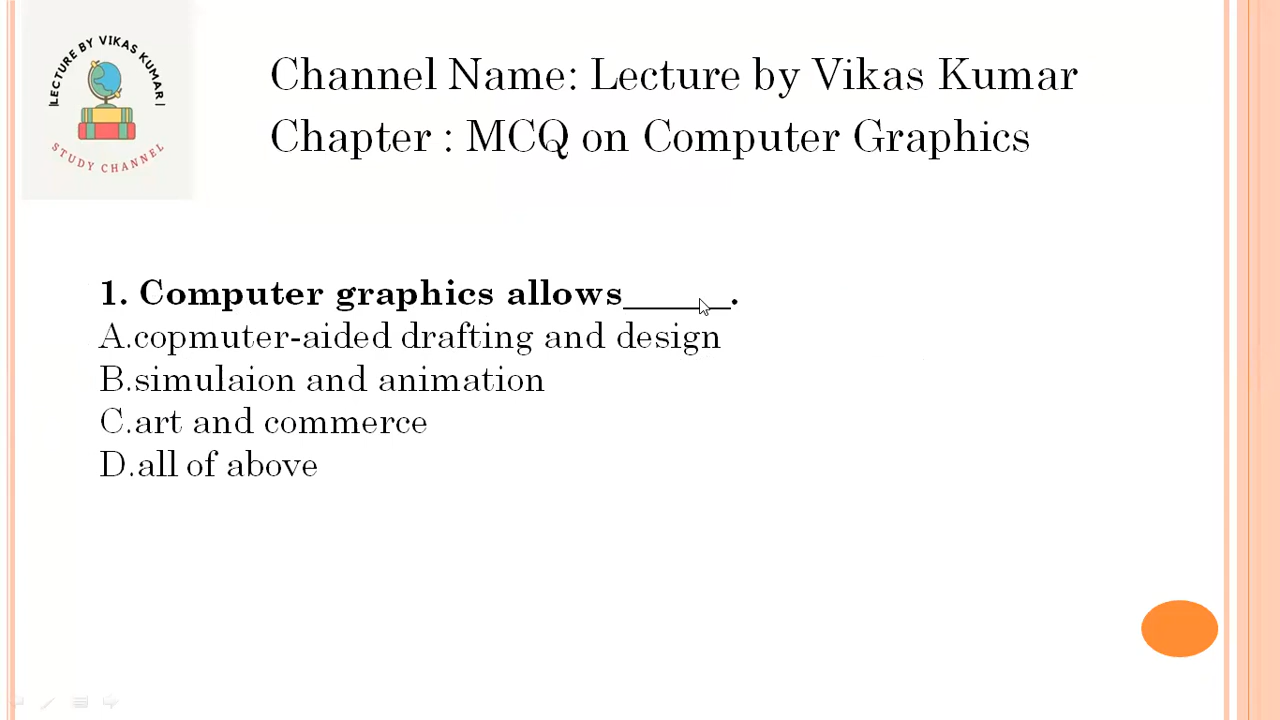 LECTURE BY VIKAS KUMAR
STUDY CHANNEL
Channel Name: Lecture by Vikas Kumar
Chapter : MCQ on Computer Graphics
1. Computer graphics allows______.
A.copmuter-aided drafting and design
B.simulaion and animation
C.art and commerce
D.all of above